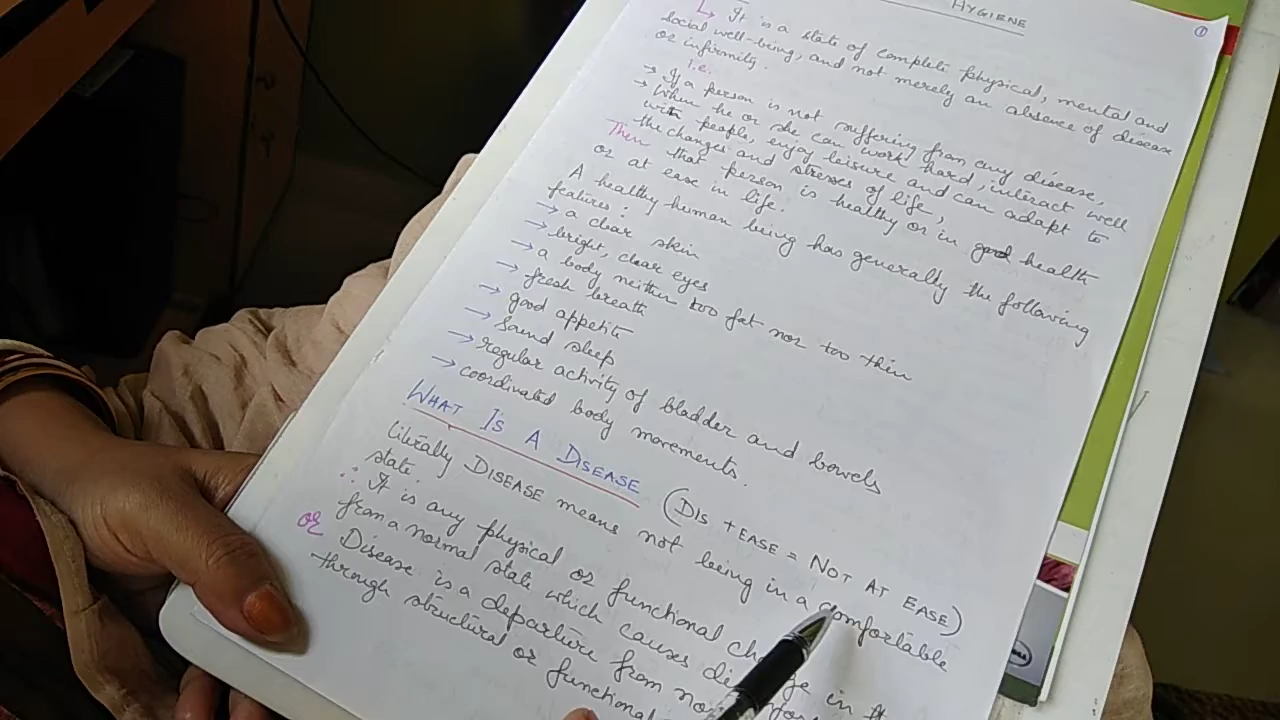 HYGIENE
①
↳ It is a state of complete physical, mental and
social well-being, and not merely an absence of disease
or infirmity.
i.e.
→ If a person is not suffering from any disease,
→ When he or she can work hard, interact well
with people, enjoy leisure and can adapt to
the changes and stresses of life,
Then that person is healthy or in good health
or at ease in life.
A healthy human being has generally the following
features:
→ a clear skin
→ bright, clear eyes
→ a body neither too fat nor too thin
→ fresh breath
→ good appetite
→ Sound sleep
→ regular activity of bladder and bowels
→ coordinated body movements.
WHAT IS A DISEASE (DIS + EASE = NOT AT EASE)
Literally DISEASE means not being in a comfortable
state.
∴ It is any physical or functional in
from a normal state which causes
or Disease is a departure from
through structural or functional
DELL